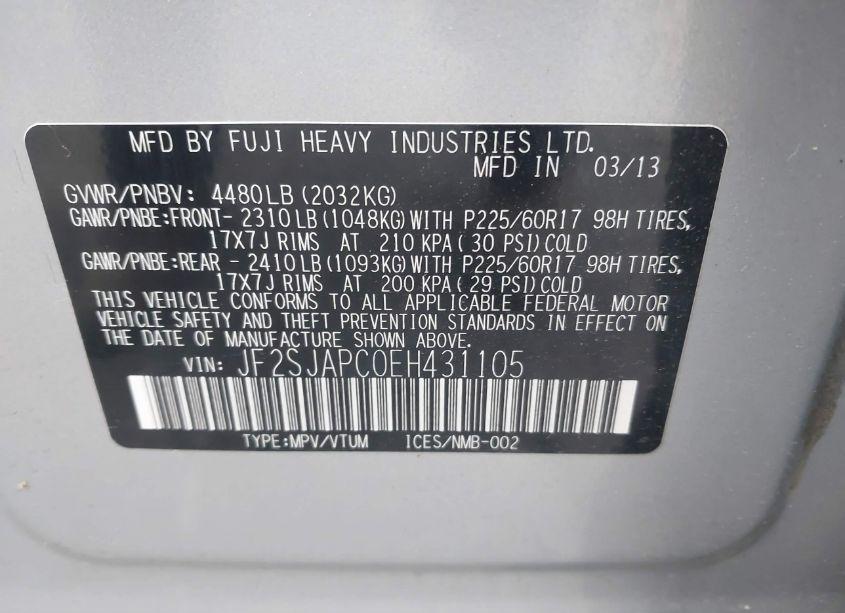 MFD BY FUJI HEAVY INDUSTRIES LTD.
MFD IN 03/13
GVWR/PNBV: 4480LB (2032KG)
GAWR/PNBE:FRONT- 2310LB (1048KG) WITH P225/60R17 98H TIRES,
17X7J RIMS AT 210 KPA( 30 PSI) COLD
GAWR/PNBE:REAR - 2410LB (1093KG) WITH P225/60R17 98H TIRES,
17X7J RIMS AT 200 KPA( 29 PSI) COLD
THIS VEHICLE CONFORMS TO ALL APPLICABLE FEDERAL MOTOR
VEHICLE SAFETY AND THEFT PREVENTION STANDARDS IN EFFECT ON
THE DATE OF MANUFACTURE SHOWN ABOVE.
VIN: JF2SJAPC0EH431105
TYPE:MPV/VTUM ICES/NMB-002